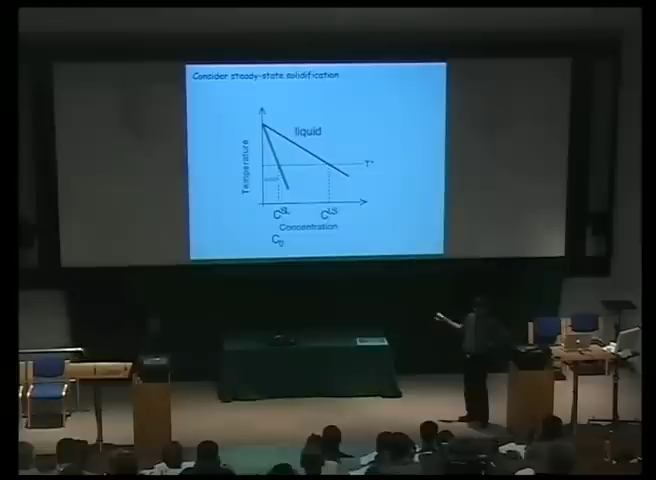 Consider steady-state solidification
liquid
Temperature
T*
C^SL C^LS
Concentration
C₀